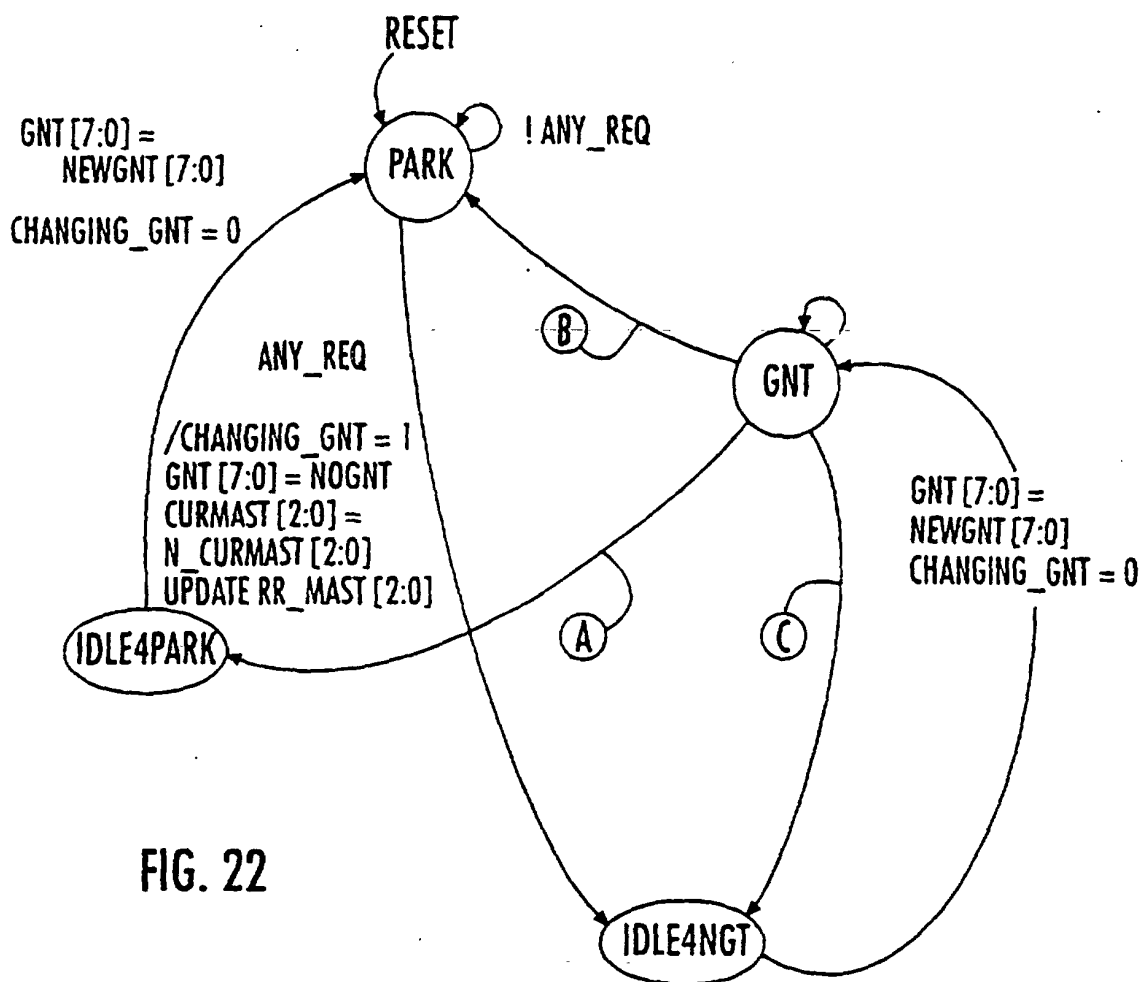 RESET
GNT [7:0] =
NEWGNT [7:0]
CHANGING_GNT = 0
PARK
! ANY_REQ
B
GNT
ANY_REQ
/CHANGING_GNT = 1
GNT [7:0] = NOGNT
CURMAST [2:0] =
N_CURMAST [2:0]
UPDATE RR_MAST [2:0]
GNT [7:0] =
NEWGNT [7:0]
CHANGING_GNT = 0
IDLE4PARK
A
C
FIG. 22
IDLE4NGT